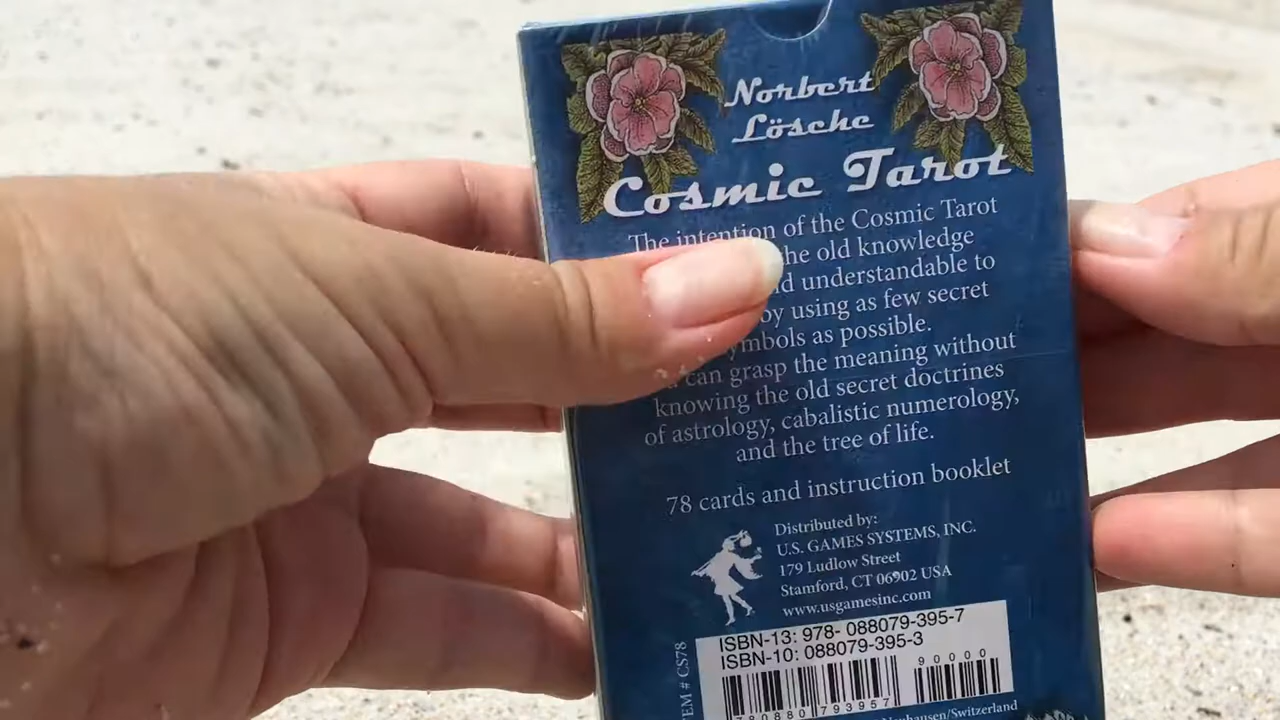 Norbert
Lösche
Cosmic Tarot
The intention of the Cosmic Tarot
the old knowledge
understandable to
by using as few secret
symbols as possible.
can grasp the meaning without
knowing the old secret doctrines
of astrology, cabalistic numerology,
and the tree of life.
78 cards and instruction booklet
Distributed by:
U.S. GAMES SYSTEMS, INC.
179 Ludlow Street
Stamford, CT 06902 USA
www.usgamesinc.com
ISBN-13: 978- 088079-395-7
ISBN-10: 088079-395-3
90000
780880 793957
ITEM # CS78
Neuhausen/Switzerland